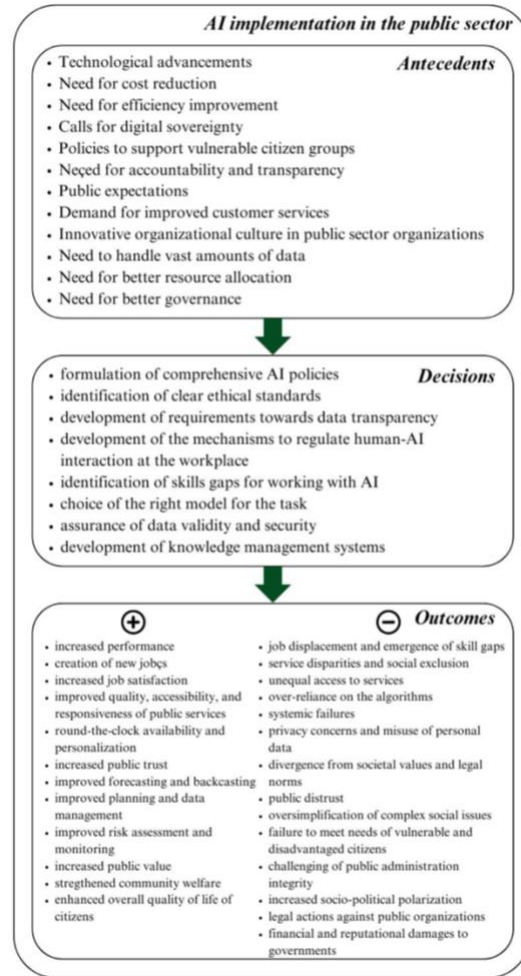 AI implementation in the public sector
Antecedents
• Technological advancements
• Need for cost reduction
• Need for efficiency improvement
• Calls for digital sovereignty
• Policies to support vulnerable citizen groups
• Neçed for accountability and transparency
• Public expectations
• Demand for improved customer services
• Innovative organizational culture in public sector organizations
• Need to handle vast amounts of data
• Need for better resource allocation
• Need for better governance
Decisions
• formulation of comprehensive AI policies
• identification of clear ethical standards
• development of requirements towards data transparency
• development of the mechanisms to regulate human-AI
interaction at the workplace
• identification of skills gaps for working with AI
• choice of the right model for the task
• assurance of data validity and security
• development of knowledge management systems
Outcomes
+
• increased performance
• creation of new jobçs
• increased job satisfaction
• improved quality, accessibility, and
responsiveness of public services
• round-the-clock availability and
personalization
• increased public trust
• improved forecasting and backcasting
• improved planning and data
management
• improved risk assessment and
monitoring
• increased public value
• stregthened community welfare
• enhanced overall quality of life of
citizens
−
• job displacement and emergence of skill gaps
• service disparities and social exclusion
• unequal access to services
• over-reliance on the algorithms
• systemic failures
• privacy concerns and misuse of personal
data
• divergence from societal values and legal
norms
• public distrust
• oversimplification of complex social issues
• failure to meet needs of vulnerable and
disadvantaged citizens
• challenging of public administration
integrity
• increased socio-political polarization
• legal actions against public organizations
• financial and reputational damages to
governments